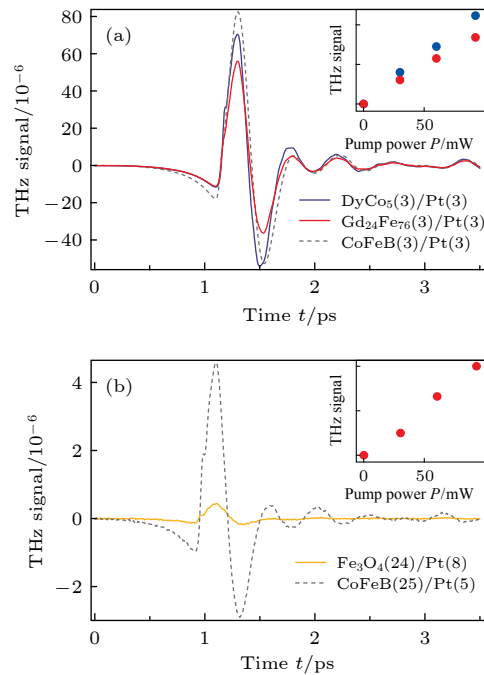 80
(a)
60
40
20
0
−20
−40
THz signal/10−6
THz signal
0
60
Pump power P/mW
DyCo5(3)/Pt(3)
Gd24Fe76(3)/Pt(3)
CoFeB(3)/Pt(3)
0
1
2
3
Time t/ps
(b)
4
2
0
−2
THz signal/10−6
THz signal
0
60
Pump power P/mW
Fe3O4(24)/Pt(8)
CoFeB(25)/Pt(5)
0
1
2
3
Time t/ps